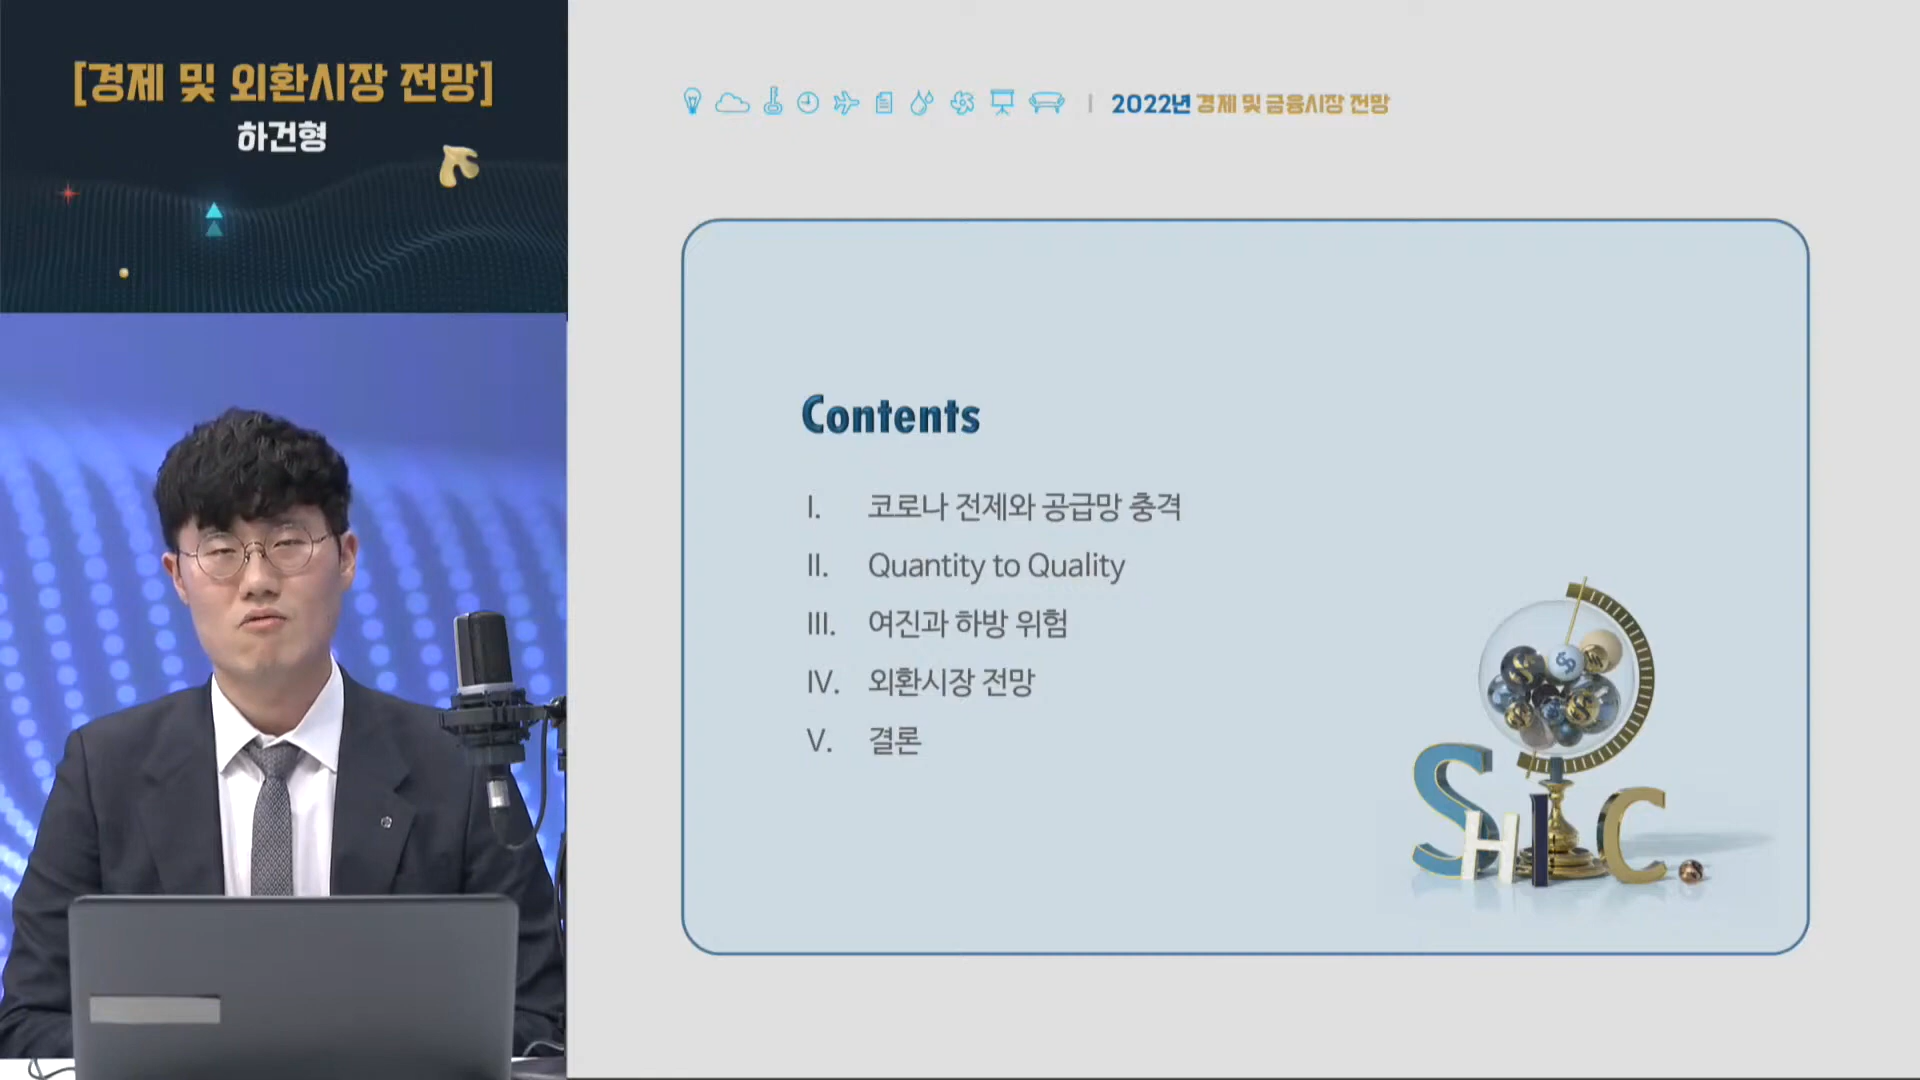 [경제 및 외환시장 전망]
하건형
2022년 경제 및 금융시장 전망
Contents
I. 코로나 전제와 공급망 충격
II. Quantity to Quality
III. 여진과 하방 위험
IV. 외환시장 전망
V. 결론
SHIC